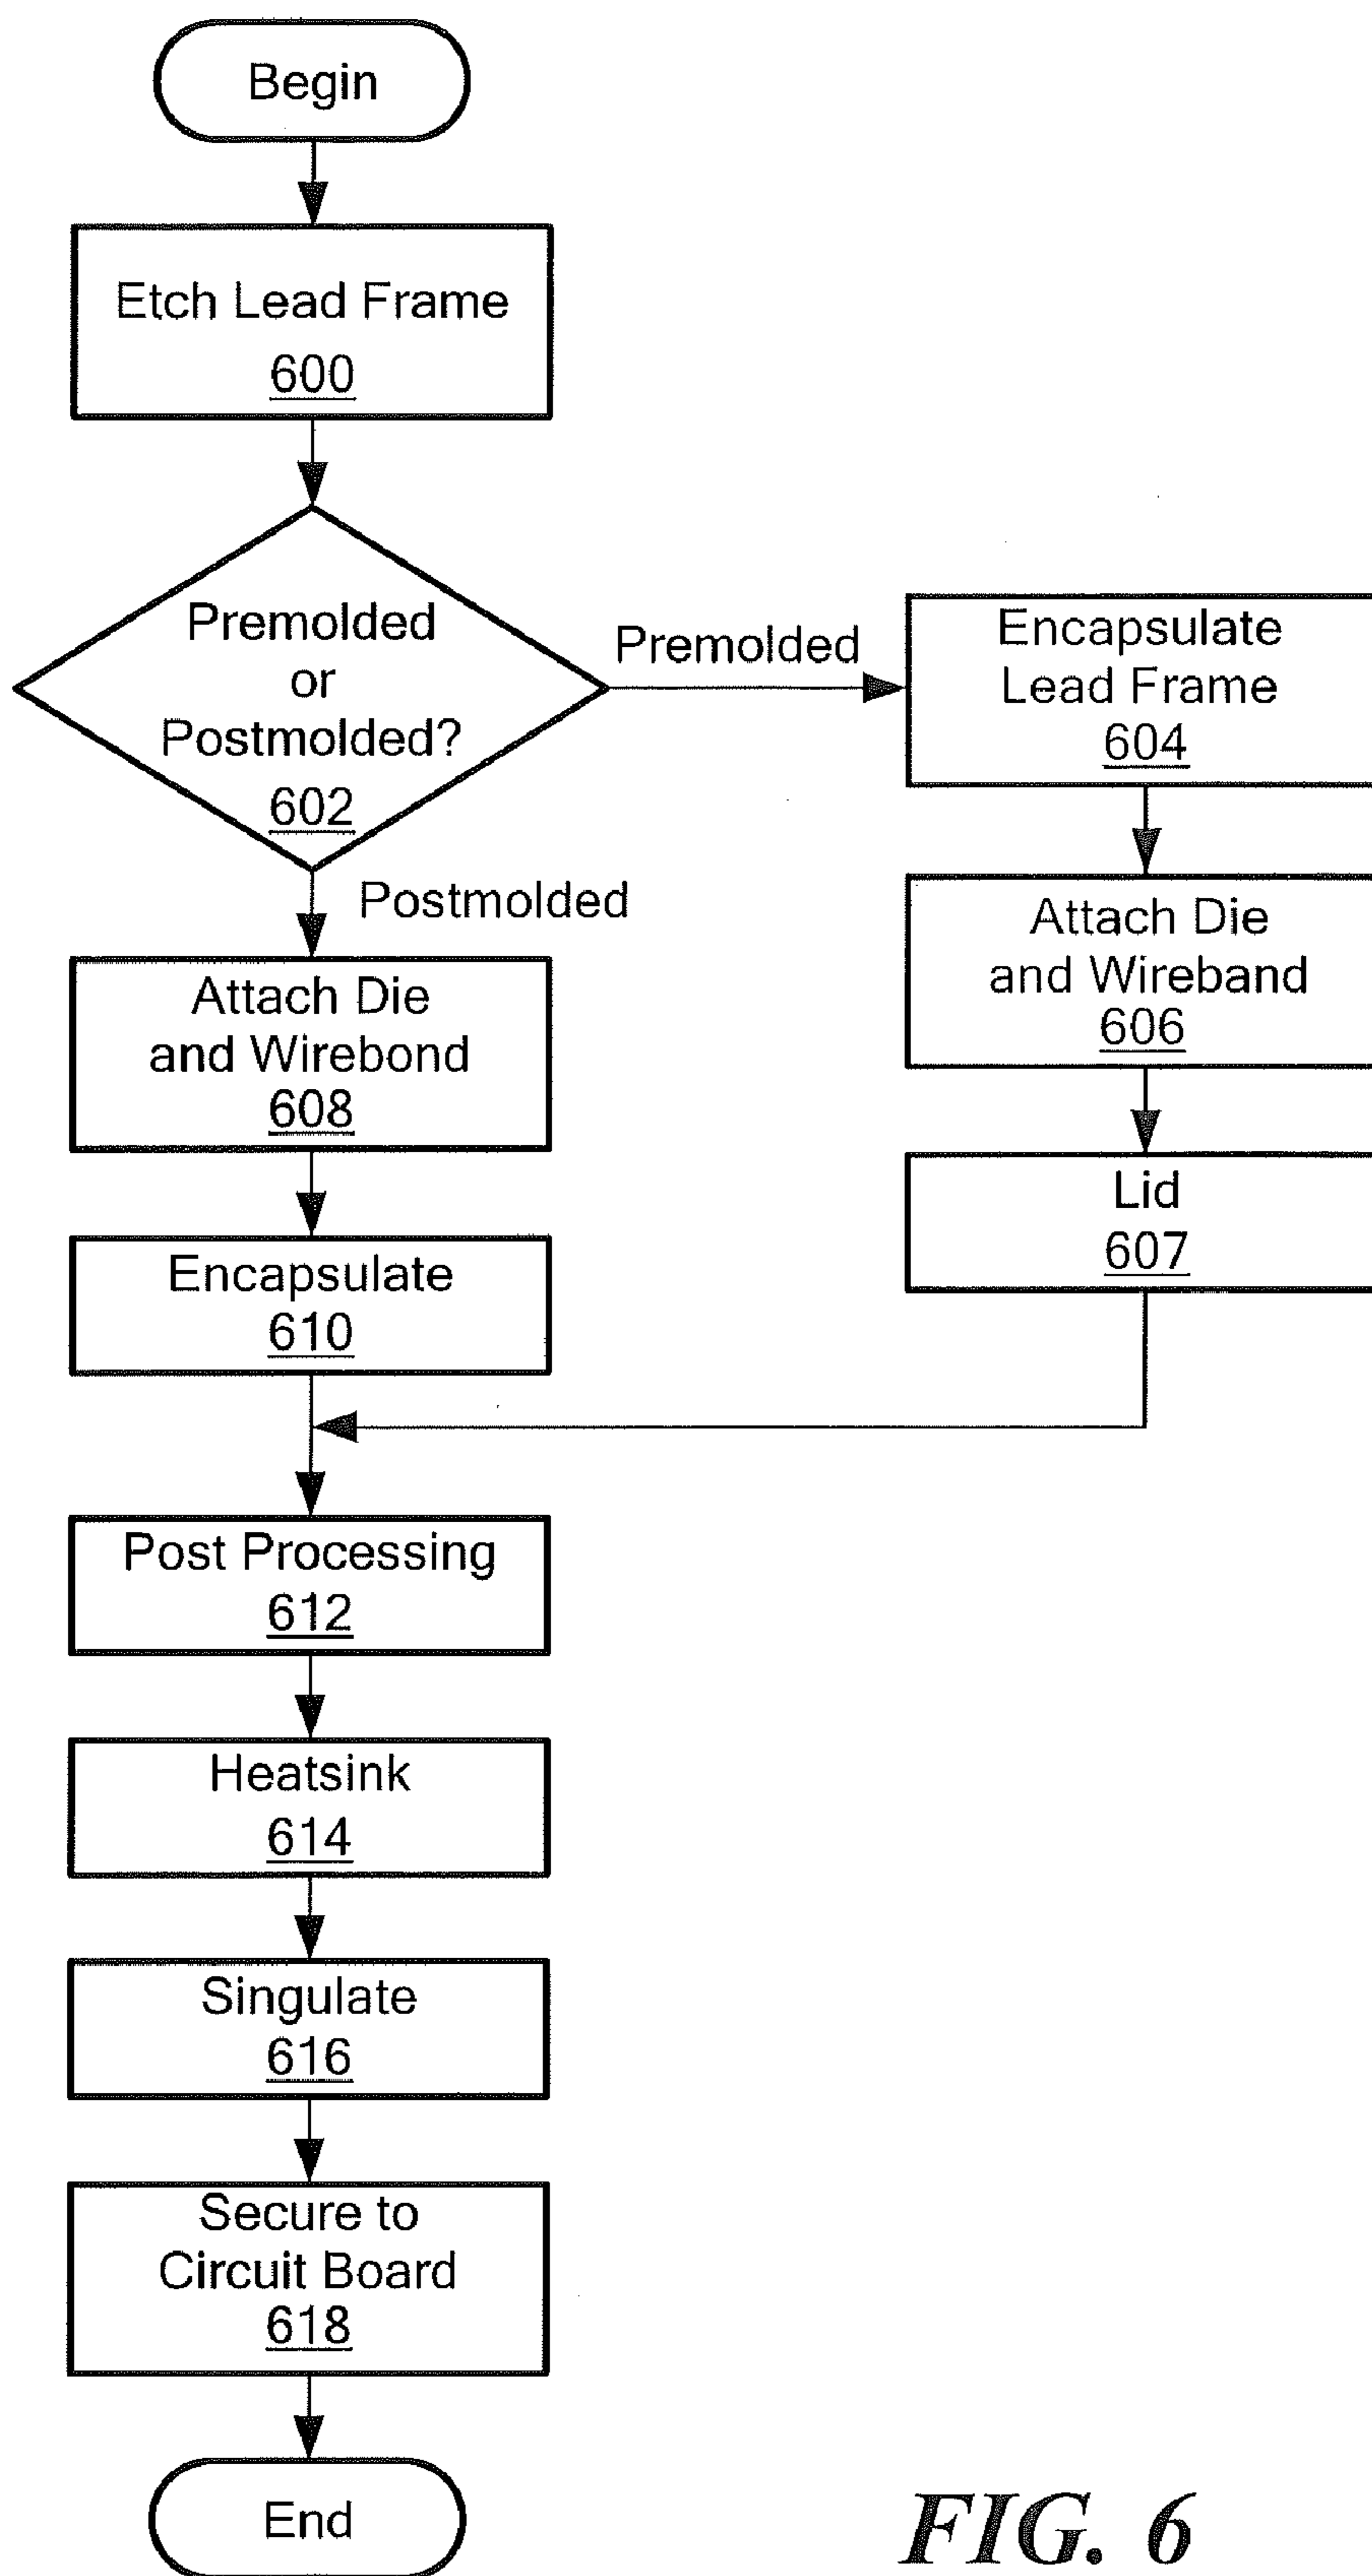 Begin
Etch Lead Frame
600
Premolded
or
Postmolded?
602
Premolded
Encapsulate
Lead Frame
604
Attach Die
and Wireband
606
Lid
607
Postmolded
Attach Die
and Wirebond
608
Encapsulate
610
Post Processing
612
Heatsink
614
Singulate
616
Secure to
Circuit Board
618
End
FIG. 6